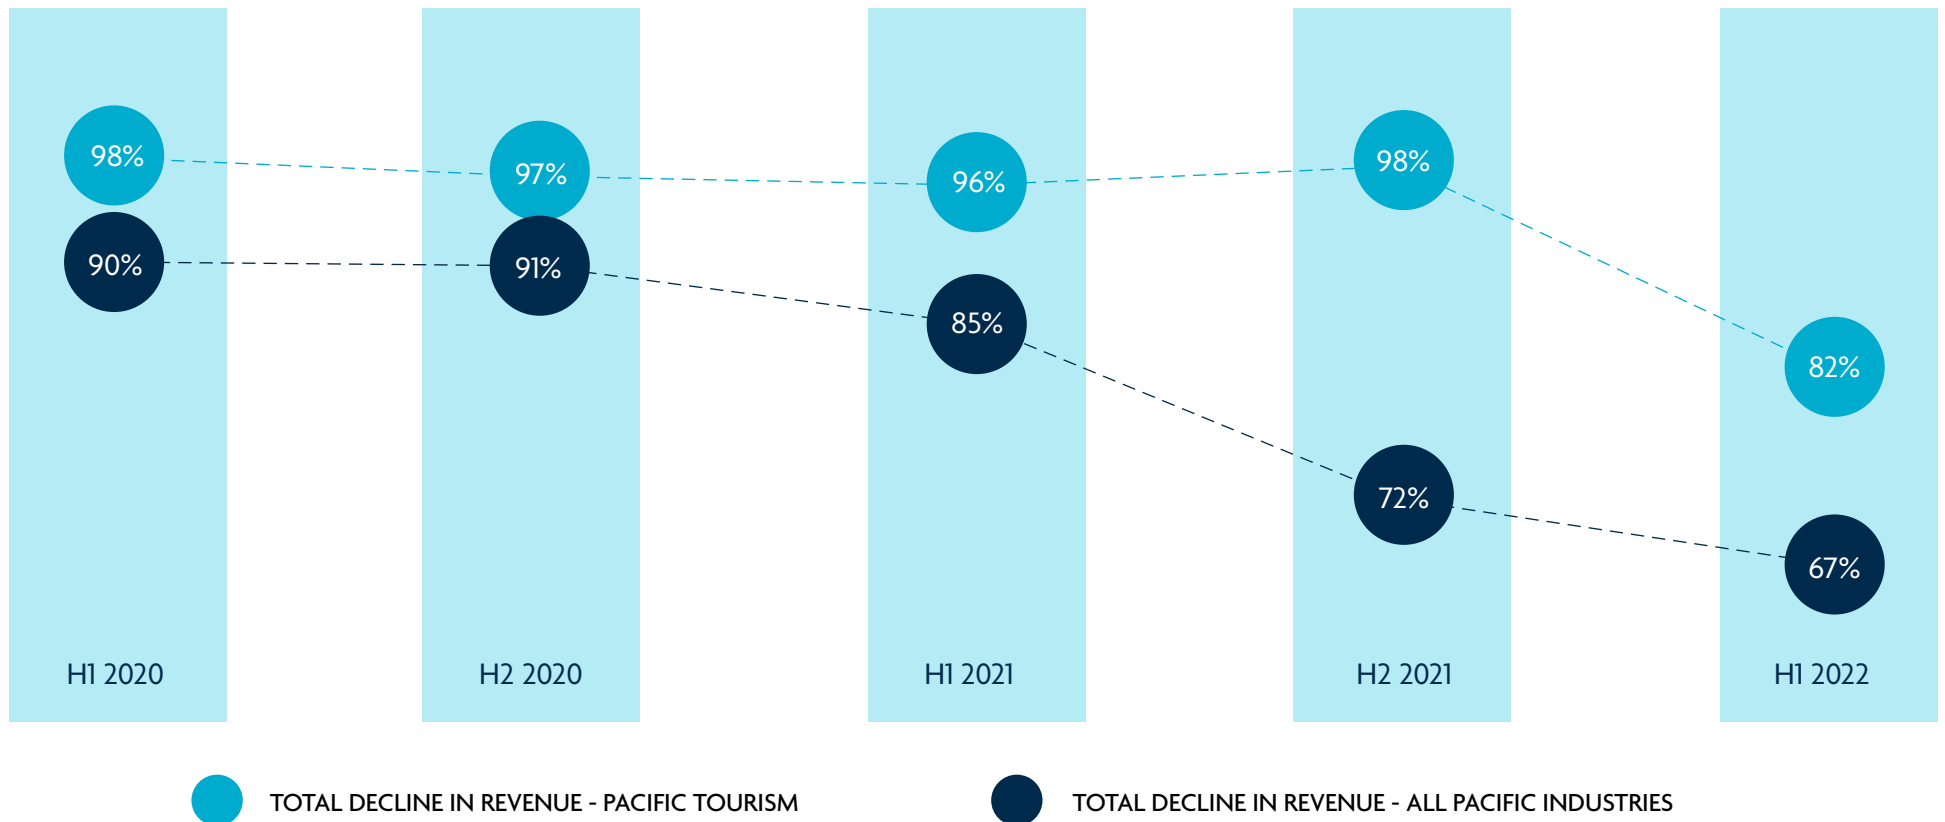 98%
97%
96%
98%
82%
90%
91%
85%
72%
67%
H1 2020
H2 2020
H1 2021
H2 2021
H1 2022
TOTAL DECLINE IN REVENUE - PACIFIC TOURISM
TOTAL DECLINE IN REVENUE - ALL PACIFIC INDUSTRIES